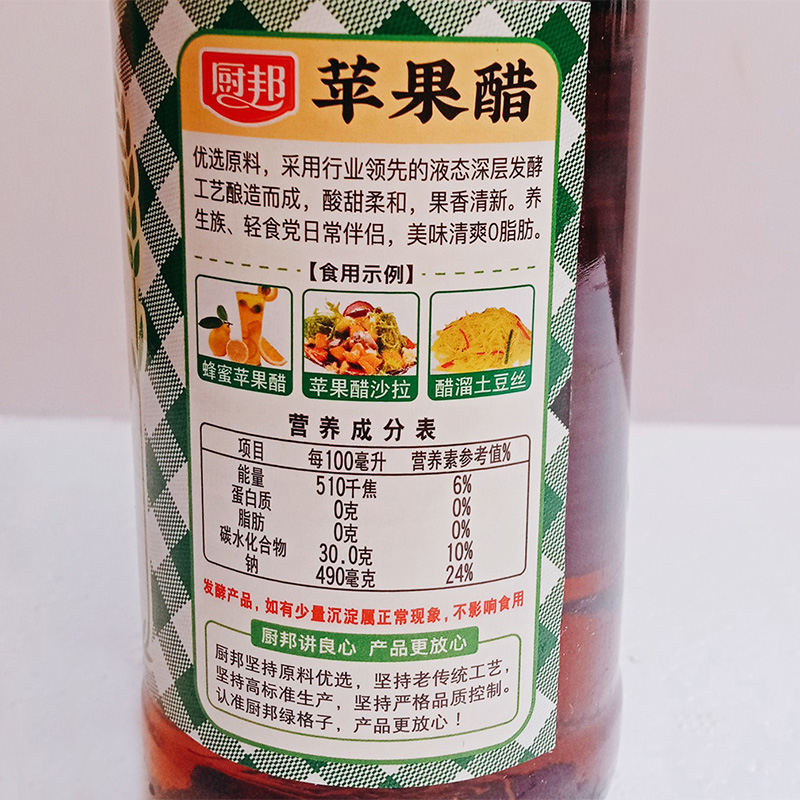 厨邦 苹果醋
优选原料，采用行业领先的液态深层发酵
工艺酿造而成，酸甜柔和，果香清新。养
生族、轻食党日常伴侣，美味清爽0脂肪。
【食用示例】
蜂蜜苹果醋 苹果醋沙拉 醋溜土豆丝
营养成分表
项目 每100毫升 营养素参考值%
能量 510千焦 6%
蛋白质 0克 0%
脂肪 0克 0%
碳水化合物 30.0克 10%
钠 490毫克 24%
发酵产品，如有少量沉淀属正常现象，不影响食用
厨邦讲良心 产品更放心
厨邦坚持原料优选，坚持老传统工艺，
坚持高标准生产，坚持严格品质控制。
认准厨邦绿格子，产品更放心！